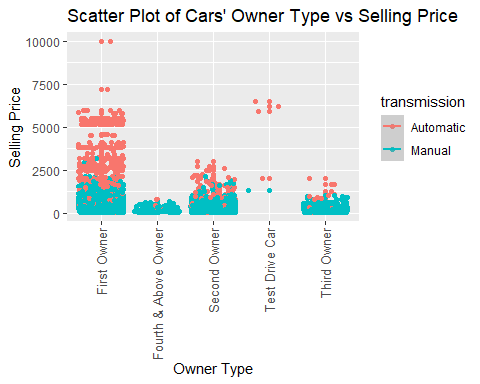 Scatter Plot of Cars' Owner Type vs Selling Price
10000
7500
5000
2500
0
Selling Price
First Owner
Fourth & Above Owner
Second Owner
Test Drive Car
Third Owner
Owner Type
transmission
Automatic
Manual